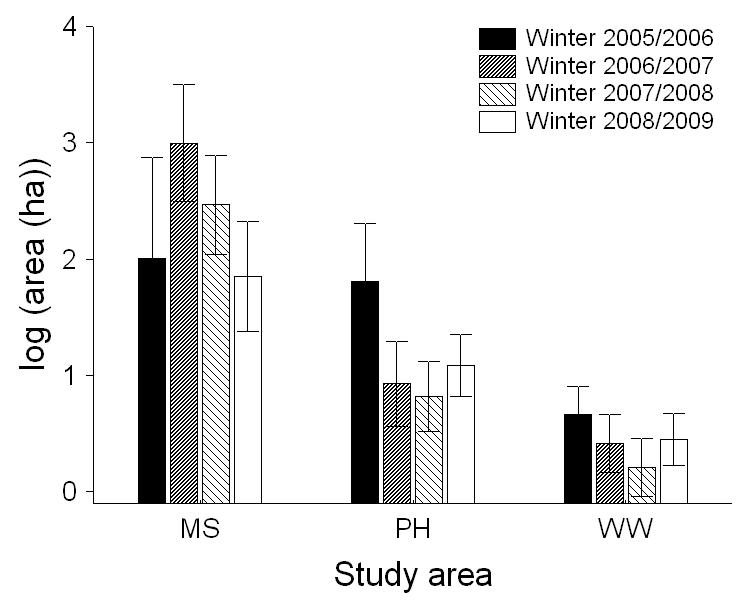 Winter 2005/2006
Winter 2006/2007
Winter 2007/2008
Winter 2008/2009
log (area (ha))
4
3
2
1
0
MS PH WW
Study area